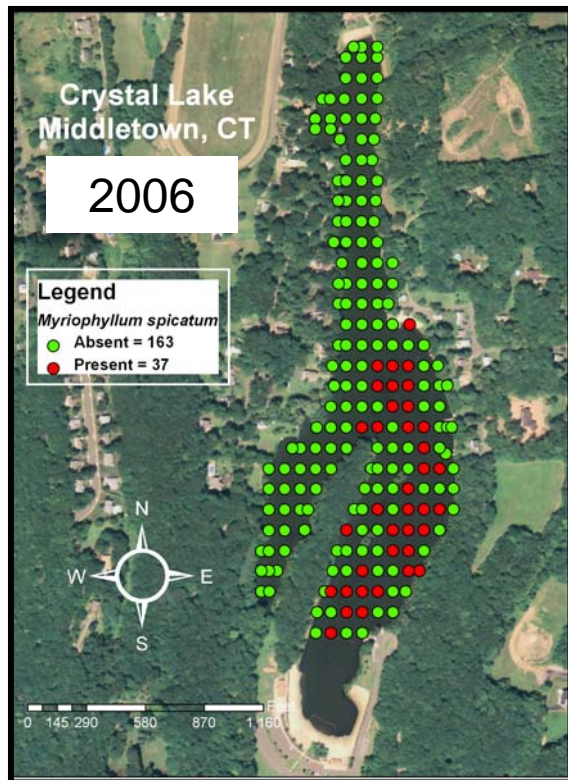 Crystal Lake
Middletown, CT
2006
Legend
Myriophyllum spicatum
Absent = 163
Present = 37
N
W E
S
Feet
0 145 290 580 870 1,160